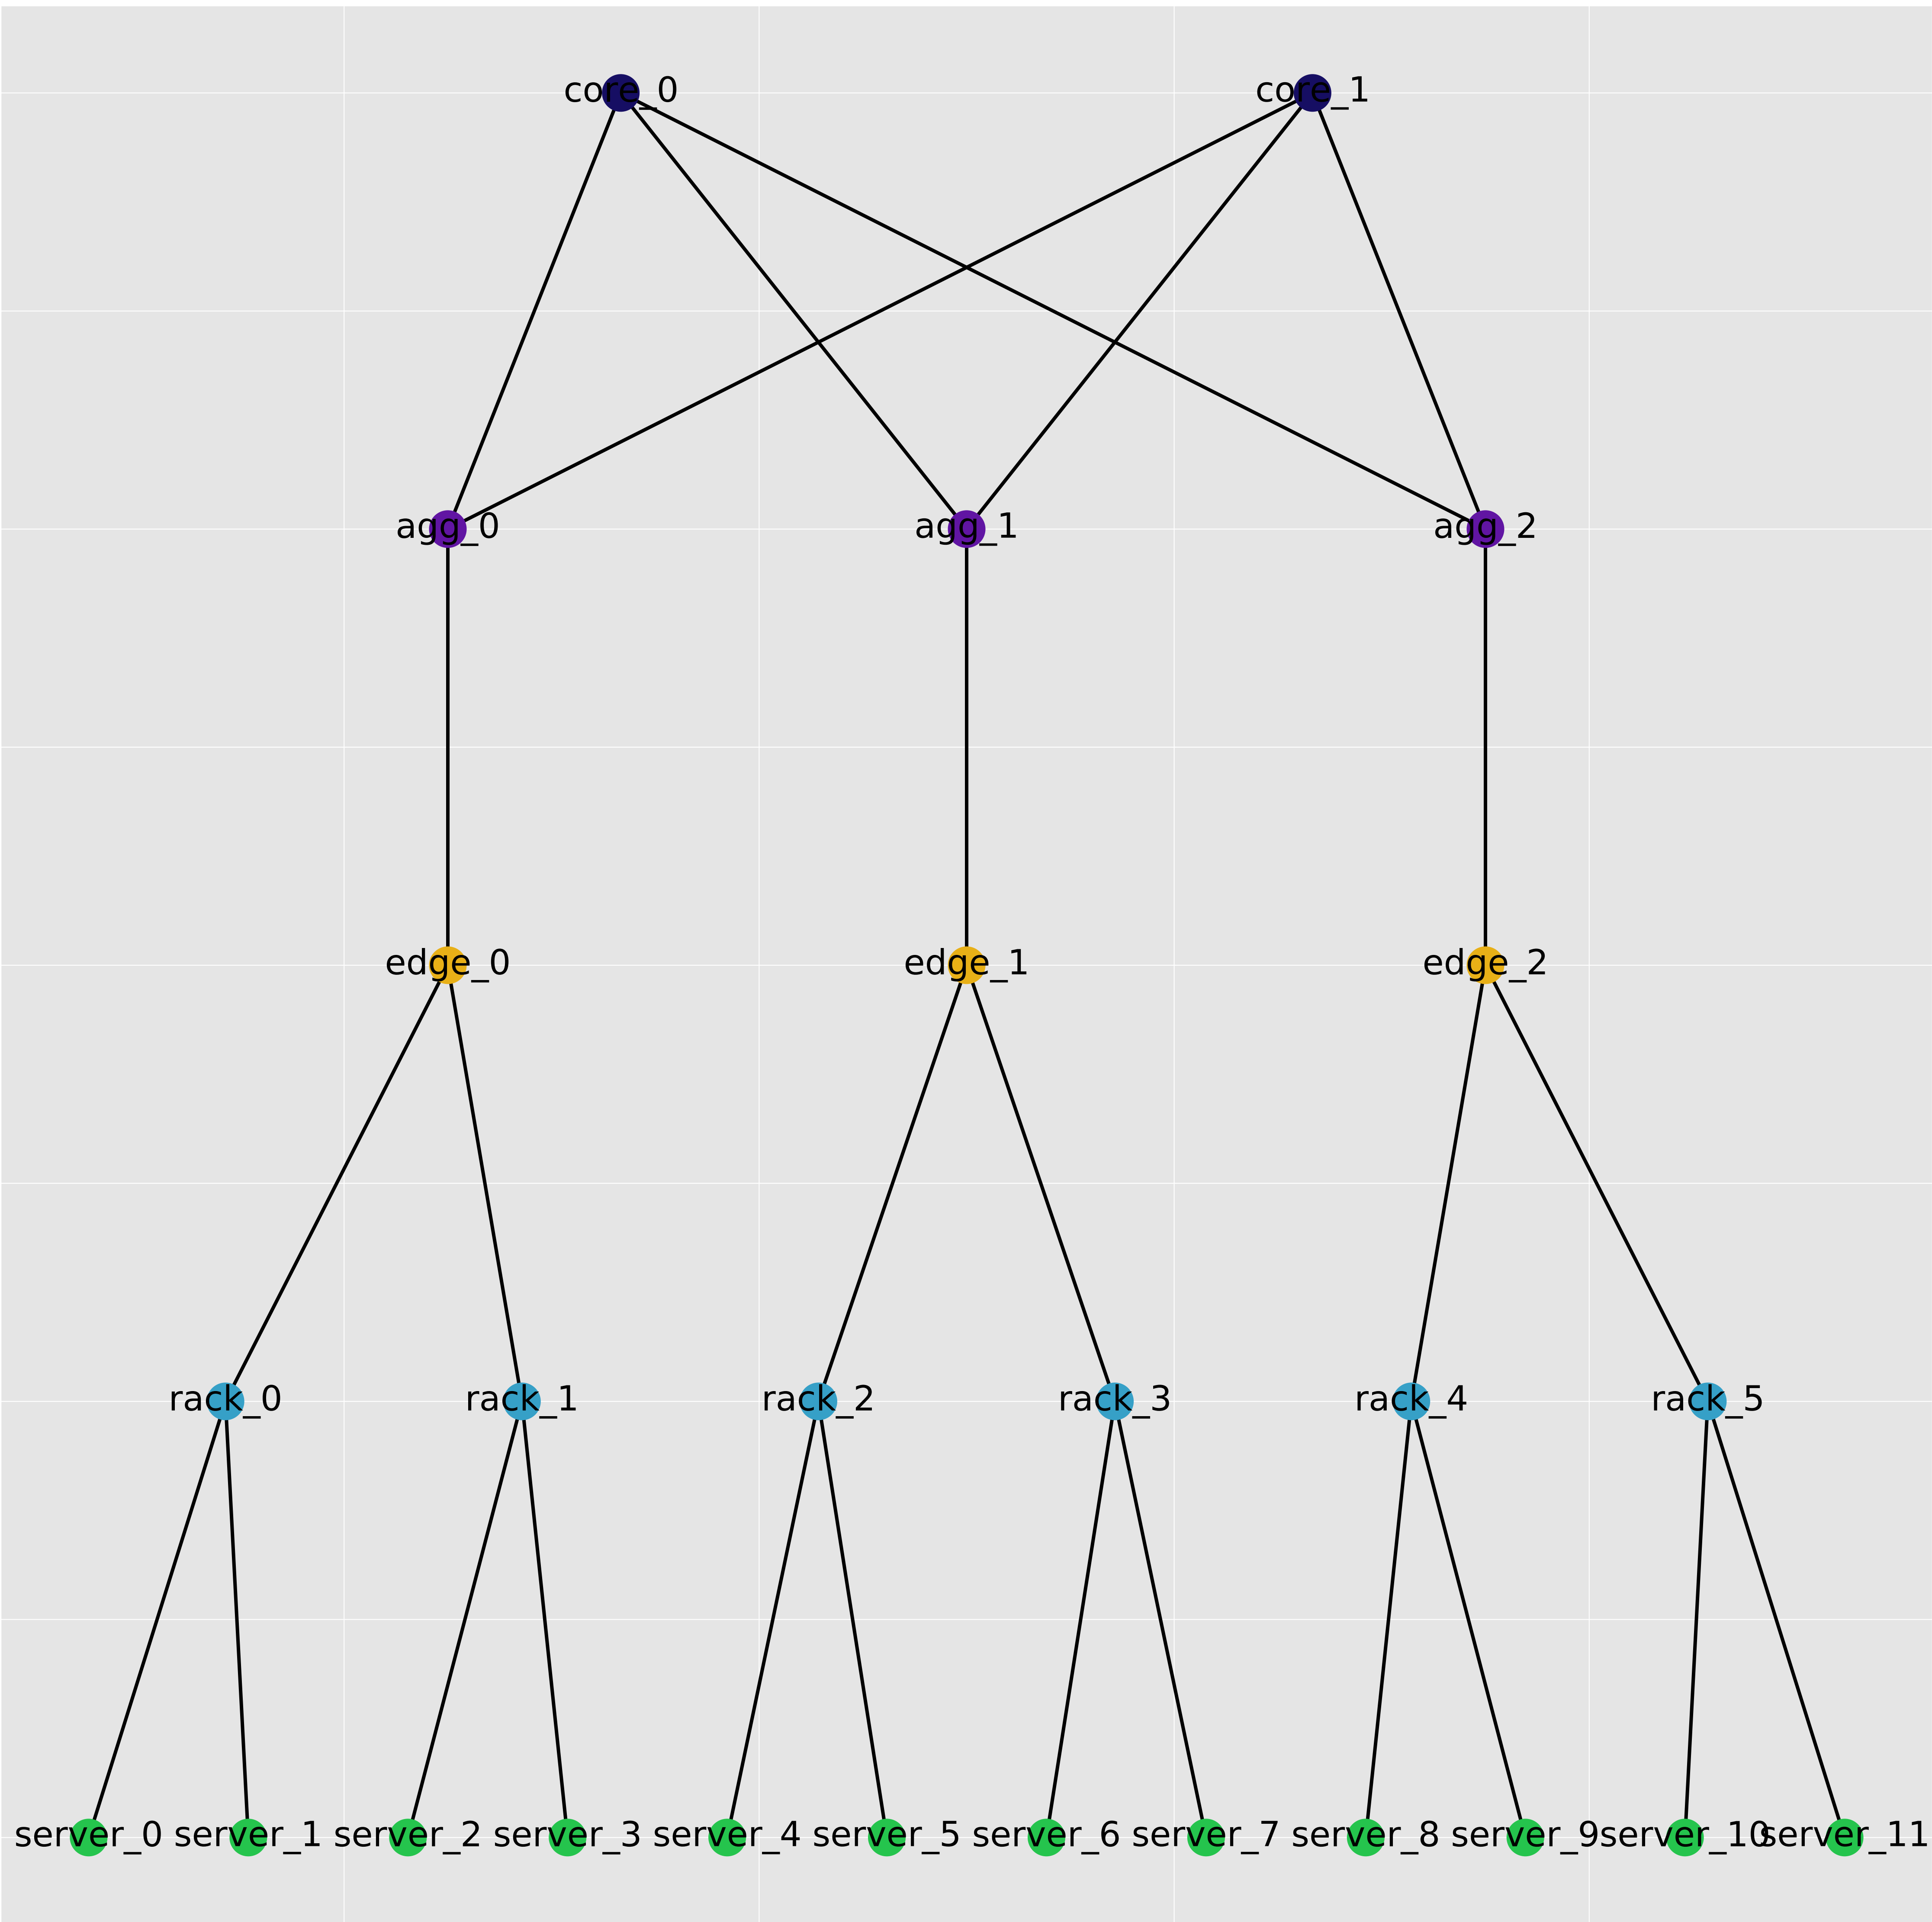 core_0 core_1
agg_0 agg_1 agg_2
edge_0 edge_1 edge_2
rack_0 rack_1 rack_2 rack_3 rack_4 rack_5
server_0 server_1 server_2 server_3 server_4 server_5 server_6 server_7 server_8 server_9 server_10 server_11